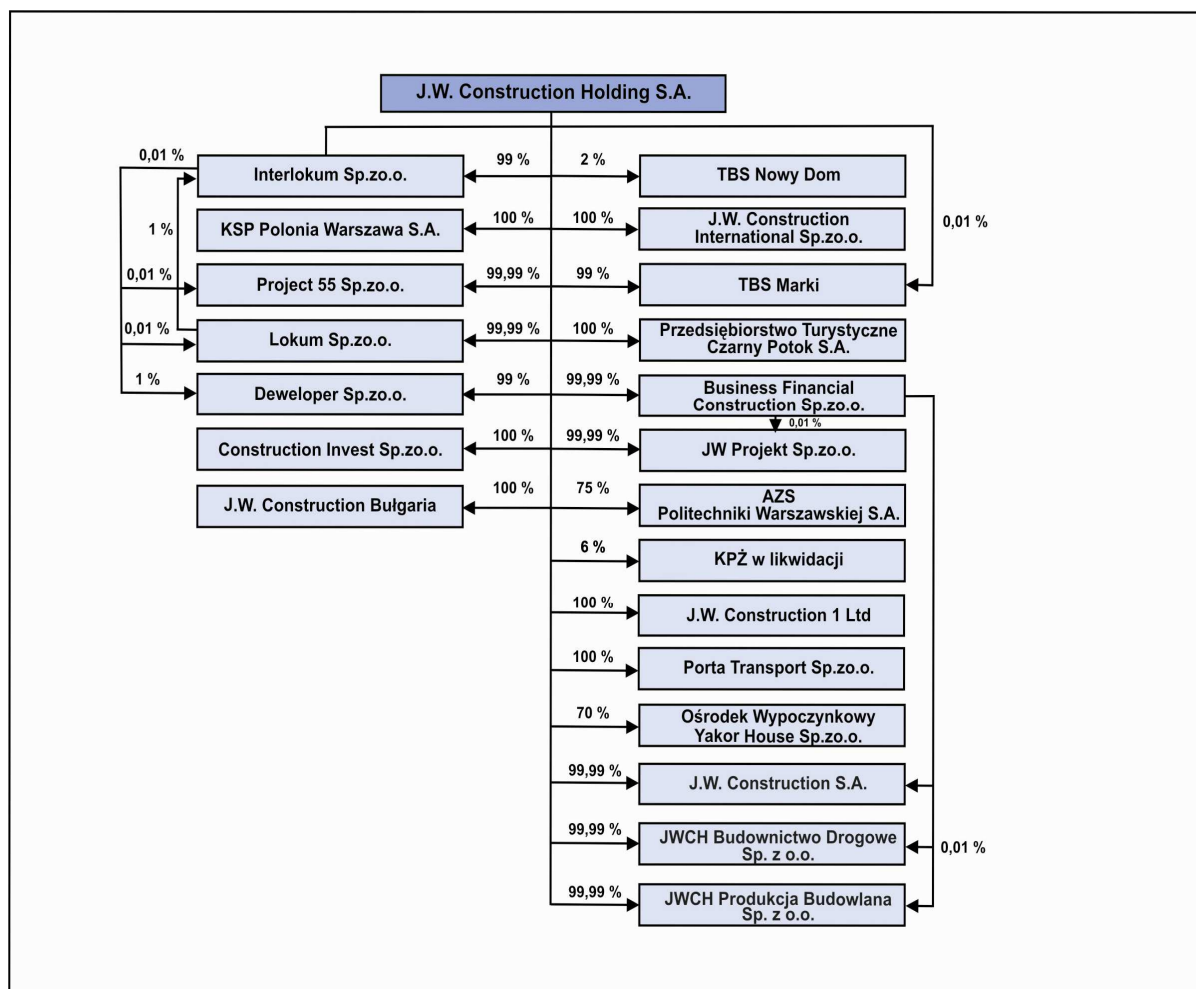 J.W. Construction Holding S.A.
0,01 %
Interlokum Sp.zo.o.
99 %
2 %
TBS Nowy Dom
1 %
KSP Polonia Warszawa S.A.
100 %
100 %
J.W. Construction
International Sp.zo.o.
0,01 %
0,01 %
Project 55 Sp.zo.o.
99,99 %
99 %
TBS Marki
0,01 %
Lokum Sp.zo.o.
99,99 %
100 %
Przedsiębiorstwo Turystyczne
Czarny Potok S.A.
1 %
Deweloper Sp.zo.o.
99 %
99,99 %
Business Financial
Construction Sp.zo.o.
0,01 %
Construction Invest Sp.zo.o.
100 %
99,99 %
JW Projekt Sp.zo.o.
J.W. Construction Bułgaria
100 %
75 %
AZS
Politechniki Warszawskiej S.A.
6 %
KPŻ w likwidacji
100 %
J.W. Construction 1 Ltd
100 %
Porta Transport Sp.zo.o.
70 %
Ośrodek Wypoczynkowy
Yakor House Sp.zo.o.
99,99 %
J.W. Construction S.A.
99,99 %
JWCH Budownictwo Drogowe
Sp. z o.o.
0,01 %
99,99 %
JWCH Produkcja Budowlana
Sp. z o.o.